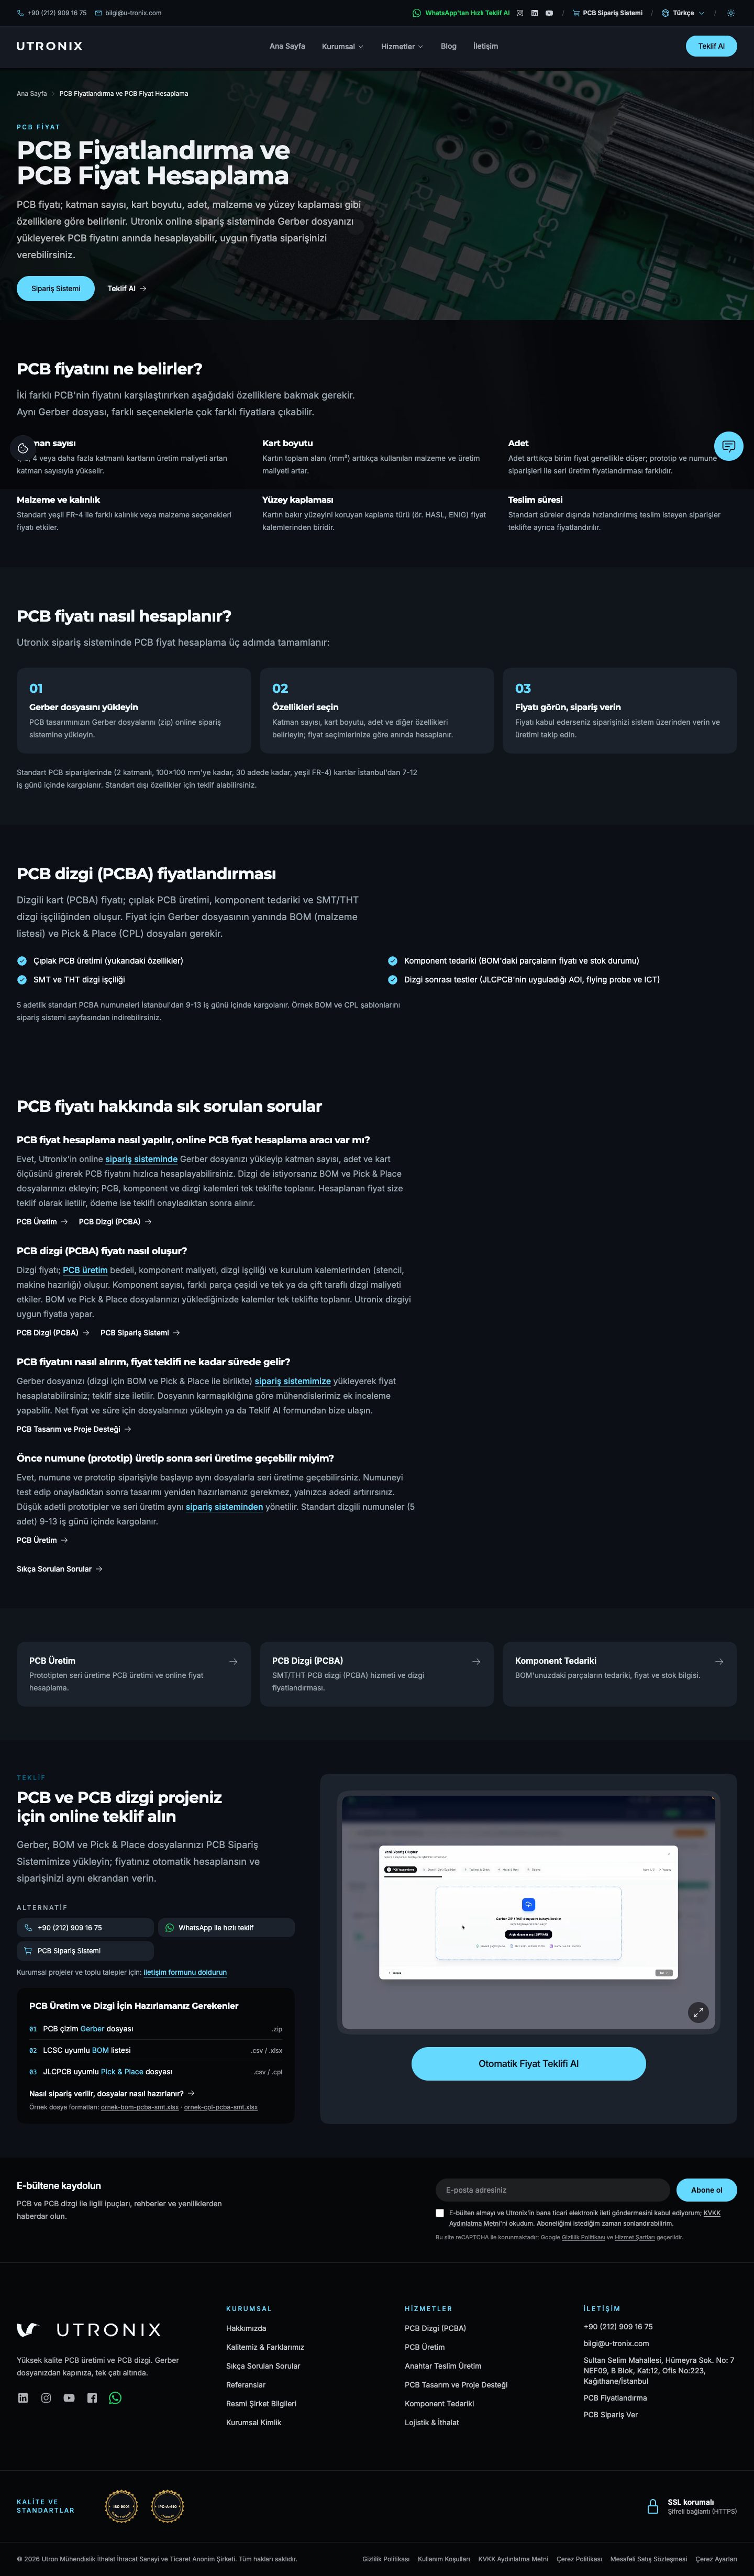 +90 (212) 909 16 75
bilgi@u-tronix.com
WhatsApp'tan Hızlı Teklif Al
/
PCB Sipariş Sistemi
/
Türkçe
/
UTRONIX
Ana Sayfa
Kurumsal
Hizmetler
Blog
İletişim
Teklif Al
Ana Sayfa
PCB Fiyatlandırma ve PCB Fiyat Hesaplama
PCB FİYAT
PCB Fiyatlandırma ve
PCB Fiyat Hesaplama
PCB fiyatı; katman sayısı, kart boyutu, adet, malzeme ve yüzey kaplaması gibi
özelliklere göre belirlenir. Utronix online sipariş sisteminde Gerber dosyanızı
yükleyerek PCB fiyatını anında hesaplayabilir, uygun fiyatla siparişinizi
verebilirsiniz.
Sipariş Sistemi
Teklif Al
PCB fiyatını ne belirler?
İki farklı PCB'nin fiyatını karşılaştırırken aşağıdaki özelliklere bakmak gerekir.
Aynı Gerber dosyası, farklı seçeneklerle çok farklı fiyatlara çıkabilir.
man sayısı
4 veya daha fazla katmanlı kartların üretim maliyeti artan
katman sayısıyla yükselir.
Kart boyutu
Kartın toplam alanı (mm²) arttıkça kullanılan malzeme ve üretim
maliyeti artar.
Adet
Adet arttıkça birim fiyat genellikle düşer; prototip ve numune
siparişleri ile seri üretim fiyatlandırması farklıdır.
Malzeme ve kalınlık
Standart yeşil FR-4 ile farklı kalınlık veya malzeme seçenekleri
fiyatı etkiler.
Yüzey kaplaması
Kartın bakır yüzeyini koruyan kaplama türü (ör. HASL, ENIG) fiyat
kalemlerinden biridir.
Teslim süresi
Standart süreler dışında hızlandırılmış teslim isteyen siparişler
teklifte ayrıca fiyatlandırılır.
PCB fiyatı nasıl hesaplanır?
Utronix sipariş sisteminde PCB fiyat hesaplama üç adımda tamamlanır:
01
Gerber dosyasını yükleyin
PCB tasarımınızın Gerber dosyalarını (zip) online sipariş
sistemine yükleyin.
02
Özellikleri seçin
Katman sayısı, kart boyutu, adet ve diğer özellikleri
belirleyin; fiyat seçimlerinize göre anında hesaplanır.
03
Fiyatı görün, sipariş verin
Fiyatı kabul ederseniz siparişinizi sistem üzerinden verin ve
üretimi takip edin.
Standart PCB siparişlerinde (2 katmanlı, 100×100 mm'ye kadar, 30 adede kadar, yeşil FR-4) kartlar İstanbul'dan 7-12
iş günü içinde kargolanır. Standart dışı özellikler için teklif alabilirsiniz.
PCB dizgi (PCBA) fiyatlandırması
Dizgili kart (PCBA) fiyatı; çıplak PCB üretimi, komponent tedariki ve SMT/THT
dizgi işçiliğinden oluşur. Fiyat için Gerber dosyasının yanında BOM (malzeme
listesi) ve Pick & Place (CPL) dosyaları gerekir.
Çıplak PCB üretimi (yukarıdaki özellikler)
Komponent tedariki (BOM'daki parçaların fiyatı ve stok durumu)
SMT ve THT dizgi işçiliği
Dizgi sonrası testler (JLCPCB'nin uyguladığı AOI, flying probe ve ICT)
5 adetlik standart PCBA numuneleri İstanbul'dan 9-13 iş günü içinde kargolanır. Örnek BOM ve CPL şablonlarını
sipariş sistemi sayfasından indirebilirsiniz.
PCB fiyatı hakkında sık sorulan sorular
PCB fiyat hesaplama nasıl yapılır, online PCB fiyat hesaplama aracı var mı?
Evet, Utronix'in online sipariş sisteminde Gerber dosyanızı yükleyip katman sayısı, adet ve kart
ölçüsünü girerek PCB fiyatını hızlıca hesaplayabilirsiniz. Dizgi de istiyorsanız BOM ve Pick & Place
dosyalarınızı ekleyin; PCB, komponent ve dizgi kalemleri tek teklifte toplanır. Hesaplanan fiyat size
teklif olarak iletilir, ödeme ise teklifi onayladıktan sonra alınır.
PCB Üretim
PCB Dizgi (PCBA)
PCB dizgi (PCBA) fiyatı nasıl oluşur?
Dizgi fiyatı; PCB üretim bedeli, komponent maliyeti, dizgi işçiliği ve kurulum kalemlerinden (stencil,
makine hazırlığı) oluşur. Komponent sayısı, farklı parça çeşidi ve tek ya da çift taraflı dizgi maliyeti
etkiler. BOM ve Pick & Place dosyalarınızı yüklediğinizde kalemler tek teklifte toplanır. Utronix dizgiyi
uygun fiyatla yapar.
PCB Dizgi (PCBA)
PCB Sipariş Sistemi
PCB fiyatını nasıl alırım, fiyat teklifi ne kadar sürede gelir?
Gerber dosyanızı (dizgi için BOM ve Pick & Place ile birlikte) sipariş sistemimize yükleyerek fiyat
hesaplatabilirsiniz; teklif size iletilir. Dosyanın karmaşıklığına göre mühendislerimiz ek inceleme
yapabilir. Net fiyat ve süre için dosyalarınızı yükleyin ya da Teklif Al formundan bize ulaşın.
PCB Tasarım ve Proje Desteği
Önce numune (prototip) üretip sonra seri üretime geçebilir miyim?
Evet, numune ve prototip siparişiyle başlayıp aynı dosyalarla seri üretime geçebilirsiniz. Numuneyi
test edip onayladıktan sonra tasarımı yeniden hazırlamanız gerekmez, yalnızca adedi artırırsınız.
Düşük adetli prototipler ve seri üretim aynı sipariş sisteminden yönetilir. Standart dizgili numuneler (5
adet) 9-13 iş günü içinde kargolanır.
PCB Üretim
Sıkça Sorulan Sorular
PCB Üretim
Prototipten seri üretime PCB üretimi ve online fiyat
hesaplama.
PCB Dizgi (PCBA)
SMT/THT PCB dizgi (PCBA) hizmeti ve dizgi
fiyatlandırması.
Komponent Tedariki
BOM'unuzdaki parçaların tedariki, fiyat ve stok bilgisi.
TEKLİF
PCB ve PCB dizgi projeniz
için online teklif alın
Gerber, BOM ve Pick & Place dosyalarınızı PCB Sipariş
Sistemimize yükleyin; fiyatınız otomatik hesaplansın ve
siparişinizi aynı ekrandan verin.
ALTERNATİF
+90 (212) 909 16 75
WhatsApp ile hızlı teklif
PCB Sipariş Sistemi
Kurumsal projeler ve toplu talepler için: iletişim formunu doldurun
PCB Üretim ve Dizgi İçin Hazırlamanız Gerekenler
01 PCB çizim Gerber dosyası .zip
02 LCSC uyumlu BOM listesi .csv / .xlsx
03 JLCPCB uyumlu Pick & Place dosyası .csv / .cpl
Nasıl sipariş verilir, dosyalar nasıl hazırlanır?
Örnek dosya formatları: ornek-bom-pcba-smt.xlsx · ornek-cpl-pcba-smt.xlsx
Yeni Sipariş Oluştur
Otomatik Fiyat Teklifi Al
E-bültene kaydolun
PCB ve PCB dizgi ile ilgili ipuçları, rehberler ve yeniliklerden
haberdar olun.
E-posta adresiniz
Abone ol
E-bülten almayı ve Utronix'in bana ticari elektronik ileti göndermesini kabul ediyorum; KVKK
Aydınlatma Metni'ni okudum. Aboneliğimi istediğim zaman sonlandırabilirim.
Bu site reCAPTCHA ile korunmaktadır; Google Gizlilik Politikası ve Hizmet Şartları geçerlidir.
UTRONIX
Yüksek kalite PCB üretimi ve PCB dizgi. Gerber
dosyanızdan kapınıza, tek çatı altında.
KURUMSAL
Hakkımızda
Kalitemiz & Farklarımız
Sıkça Sorulan Sorular
Referanslar
Resmi Şirket Bilgileri
Kurumsal Kimlik
HİZMETLER
PCB Dizgi (PCBA)
PCB Üretim
Anahtar Teslim Üretim
PCB Tasarım ve Proje Desteği
Komponent Tedariki
Lojistik & İthalat
İLETİŞİM
+90 (212) 909 16 75
bilgi@u-tronix.com
Sultan Selim Mahallesi, Hümeyra Sok. No: 7
NEF09, B Blok, Kat:12, Ofis No:223,
Kağıthane/İstanbul
PCB Fiyatlandırma
PCB Sipariş Ver
KALİTE VE
STANDARTLAR
ISO 9001
IPC-A-610
SSL korumalı
Şifreli bağlantı (HTTPS)
© 2026 Utron Mühendislik İthalat İhracat Sanayi ve Ticaret Anonim Şirketi. Tüm hakları saklıdır.
Gizlilik Politikası
Kullanım Koşulları
KVKK Aydınlatma Metni
Çerez Politikası
Mesafeli Satış Sözleşmesi
Çerez Ayarları